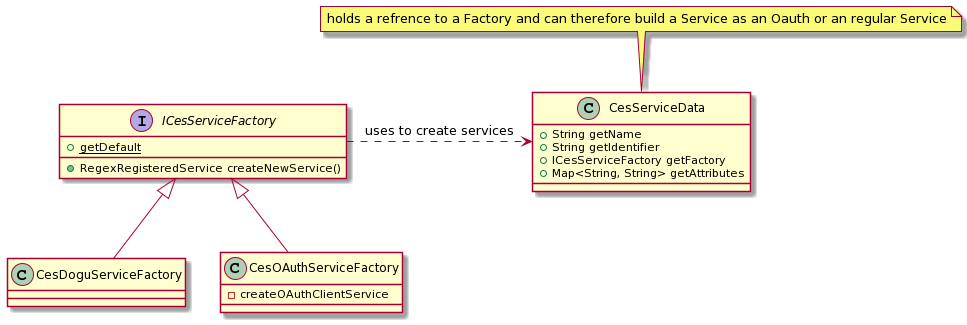 holds a refrence to a Factory and can therefore build a Service as an Oauth or an regular Service
I ICesServiceFactory
getDefault
RegexRegisteredService createNewService()
uses to create services
C CesServiceData
String getName
String getIdentifier
ICesServiceFactory getFactory
Map<String, String> getAttributes
C CesDoguServiceFactory
C CesOAuthServiceFactory
createOAuthClientService